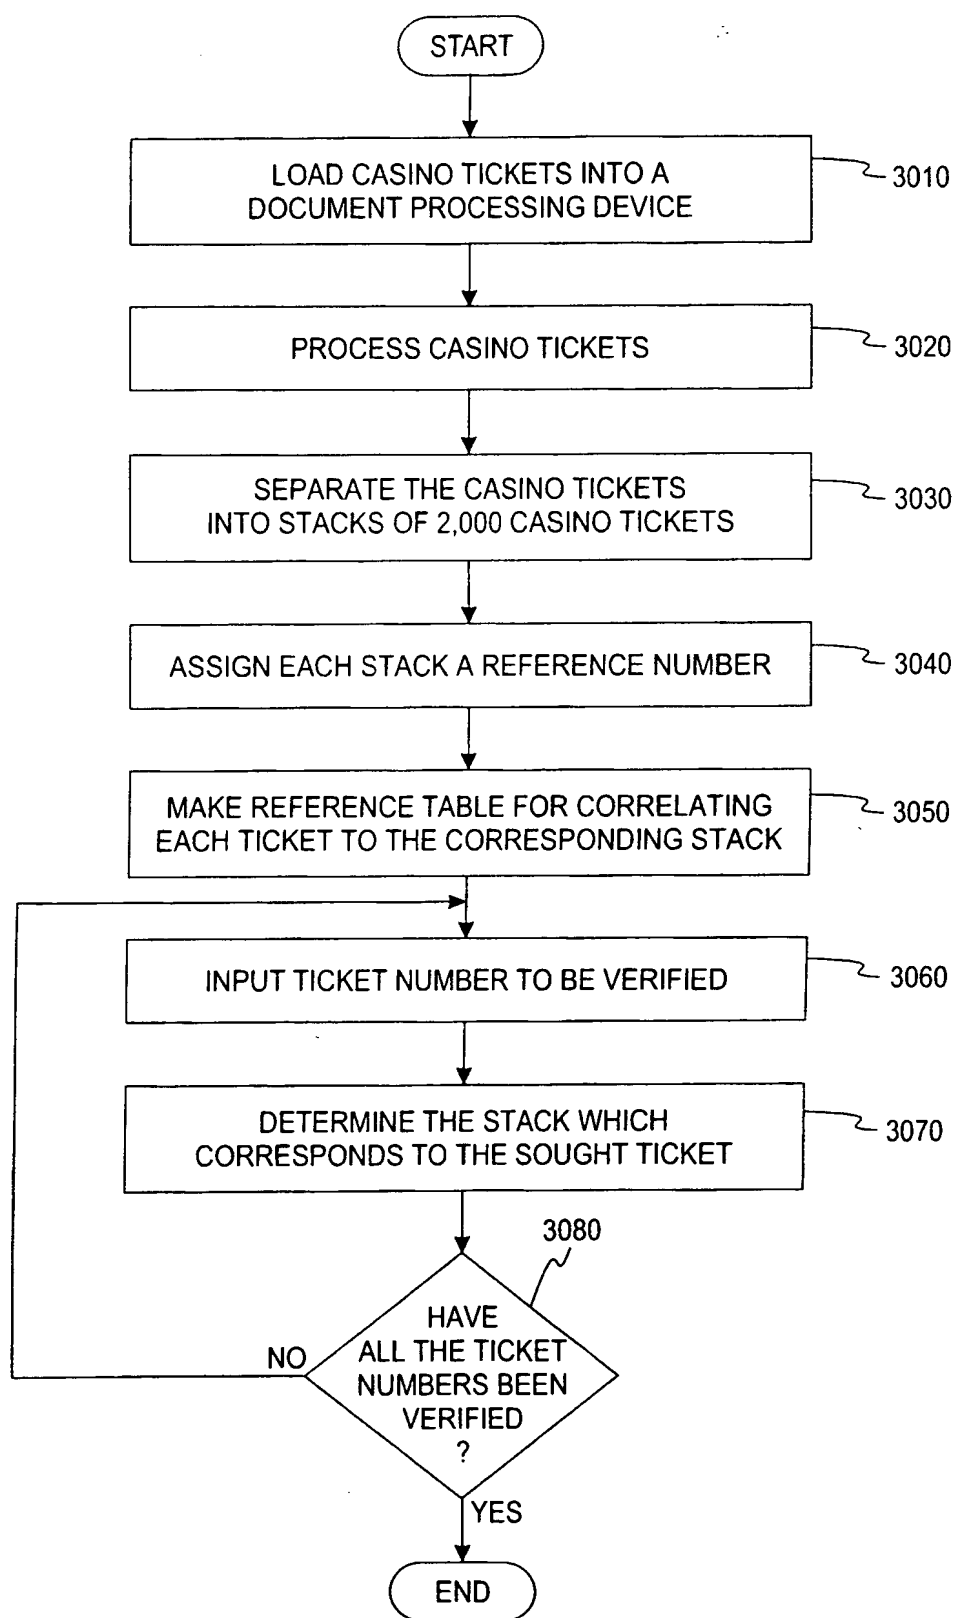 START
LOAD CASINO TICKETS INTO A
DOCUMENT PROCESSING DEVICE
3010
PROCESS CASINO TICKETS
3020
SEPARATE THE CASINO TICKETS
INTO STACKS OF 2,000 CASINO TICKETS
3030
ASSIGN EACH STACK A REFERENCE NUMBER
3040
MAKE REFERENCE TABLE FOR CORRELATING
EACH TICKET TO THE CORRESPONDING STACK
3050
INPUT TICKET NUMBER TO BE VERIFIED
3060
DETERMINE THE STACK WHICH
CORRESPONDS TO THE SOUGHT TICKET
3070
3080
HAVE
ALL THE TICKET
NUMBERS BEEN
VERIFIED
?
NO
YES
END